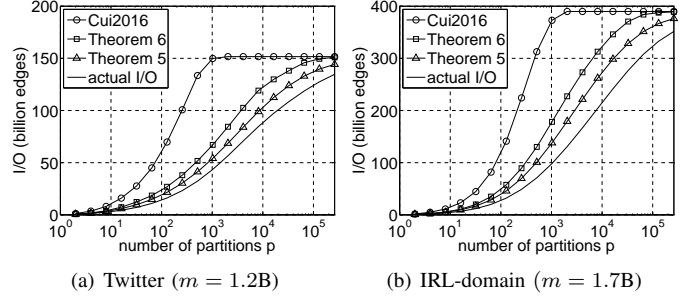 200
150
100
50
0
I/O (billion edges)
Cui2016
Theorem 6
Theorem 5
actual I/O
10^0 10^1 10^2 10^3 10^4 10^5
number of partitions p
(a) Twitter (m = 1.2B)
400
300
200
100
0
I/O (billion edges)
Cui2016
Theorem 6
Theorem 5
actual I/O
10^0 10^1 10^2 10^3 10^4 10^5
number of partitions p
(b) IRL-domain (m = 1.7B)